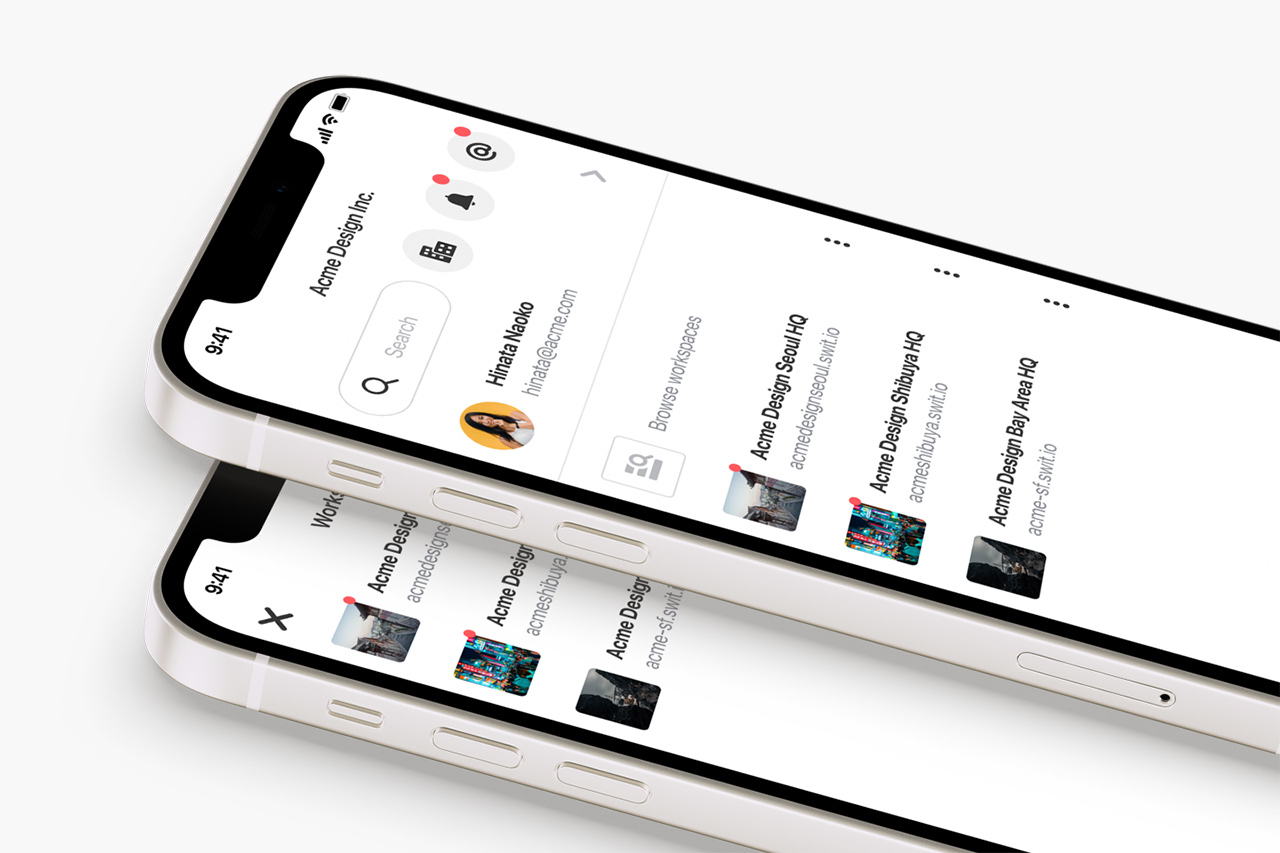 9:41
Acme Design Inc.
Search
Hinata Naoko
hinata@acme.com
Browse workspaces
Acme Design Seoul HQ
acmedesignseoul.swit.io
Acme Design Shibuya HQ
acmeshibuya.swit.io
Acme Design Bay Area HQ
acme-sf.swit.io
9:41
Works
Acme Design
acmedesigns
Acme Design
acmeshibuya.
Acme Design
acme-sf.swit.